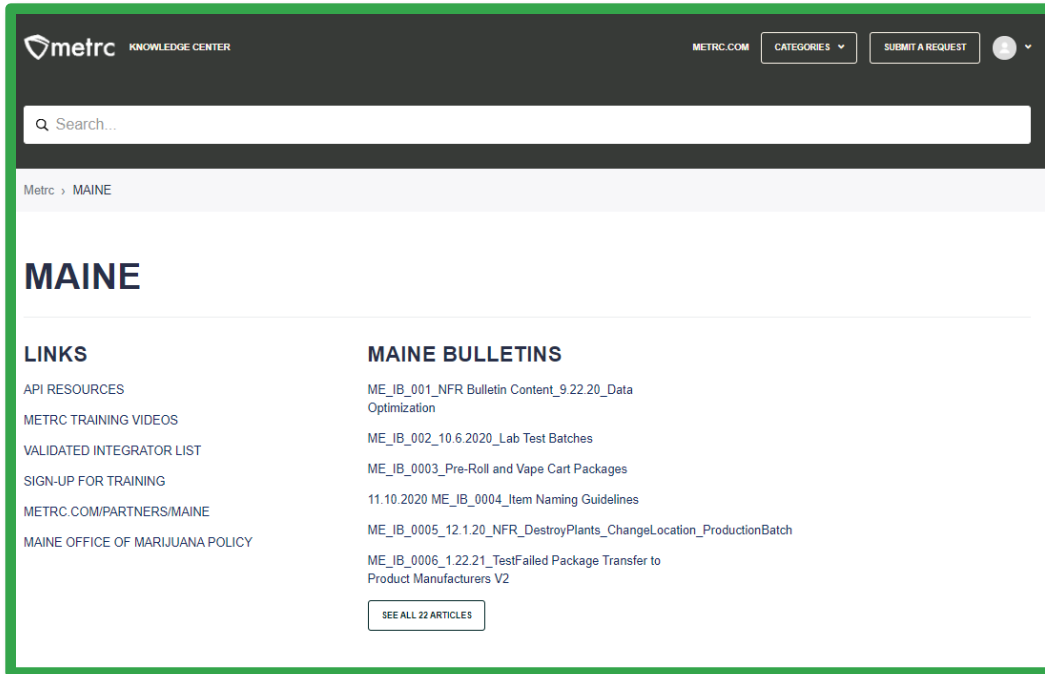 metrc KNOWLEDGE CENTER
METRC.COM
CATEGORIES
SUBMIT A REQUEST
Search...
Metrc › MAINE
MAINE
LINKS
API RESOURCES
METRC TRAINING VIDEOS
VALIDATED INTEGRATOR LIST
SIGN-UP FOR TRAINING
METRC.COM/PARTNERS/MAINE
MAINE OFFICE OF MARIJUANA POLICY
MAINE BULLETINS
ME_IB_001_NFR Bulletin Content_9.22.20_Data
Optimization
ME_IB_002_10.6.2020_Lab Test Batches
ME_IB_0003_Pre-Roll and Vape Cart Packages
11.10.2020 ME_IB_0004_Item Naming Guidelines
ME_IB_0005_12.1.20_NFR_DestroyPlants_ChangeLocation_ProductionBatch
ME_IB_0006_1.22.21_TestFailed Package Transfer to
Product Manufacturers V2
SEE ALL 22 ARTICLES